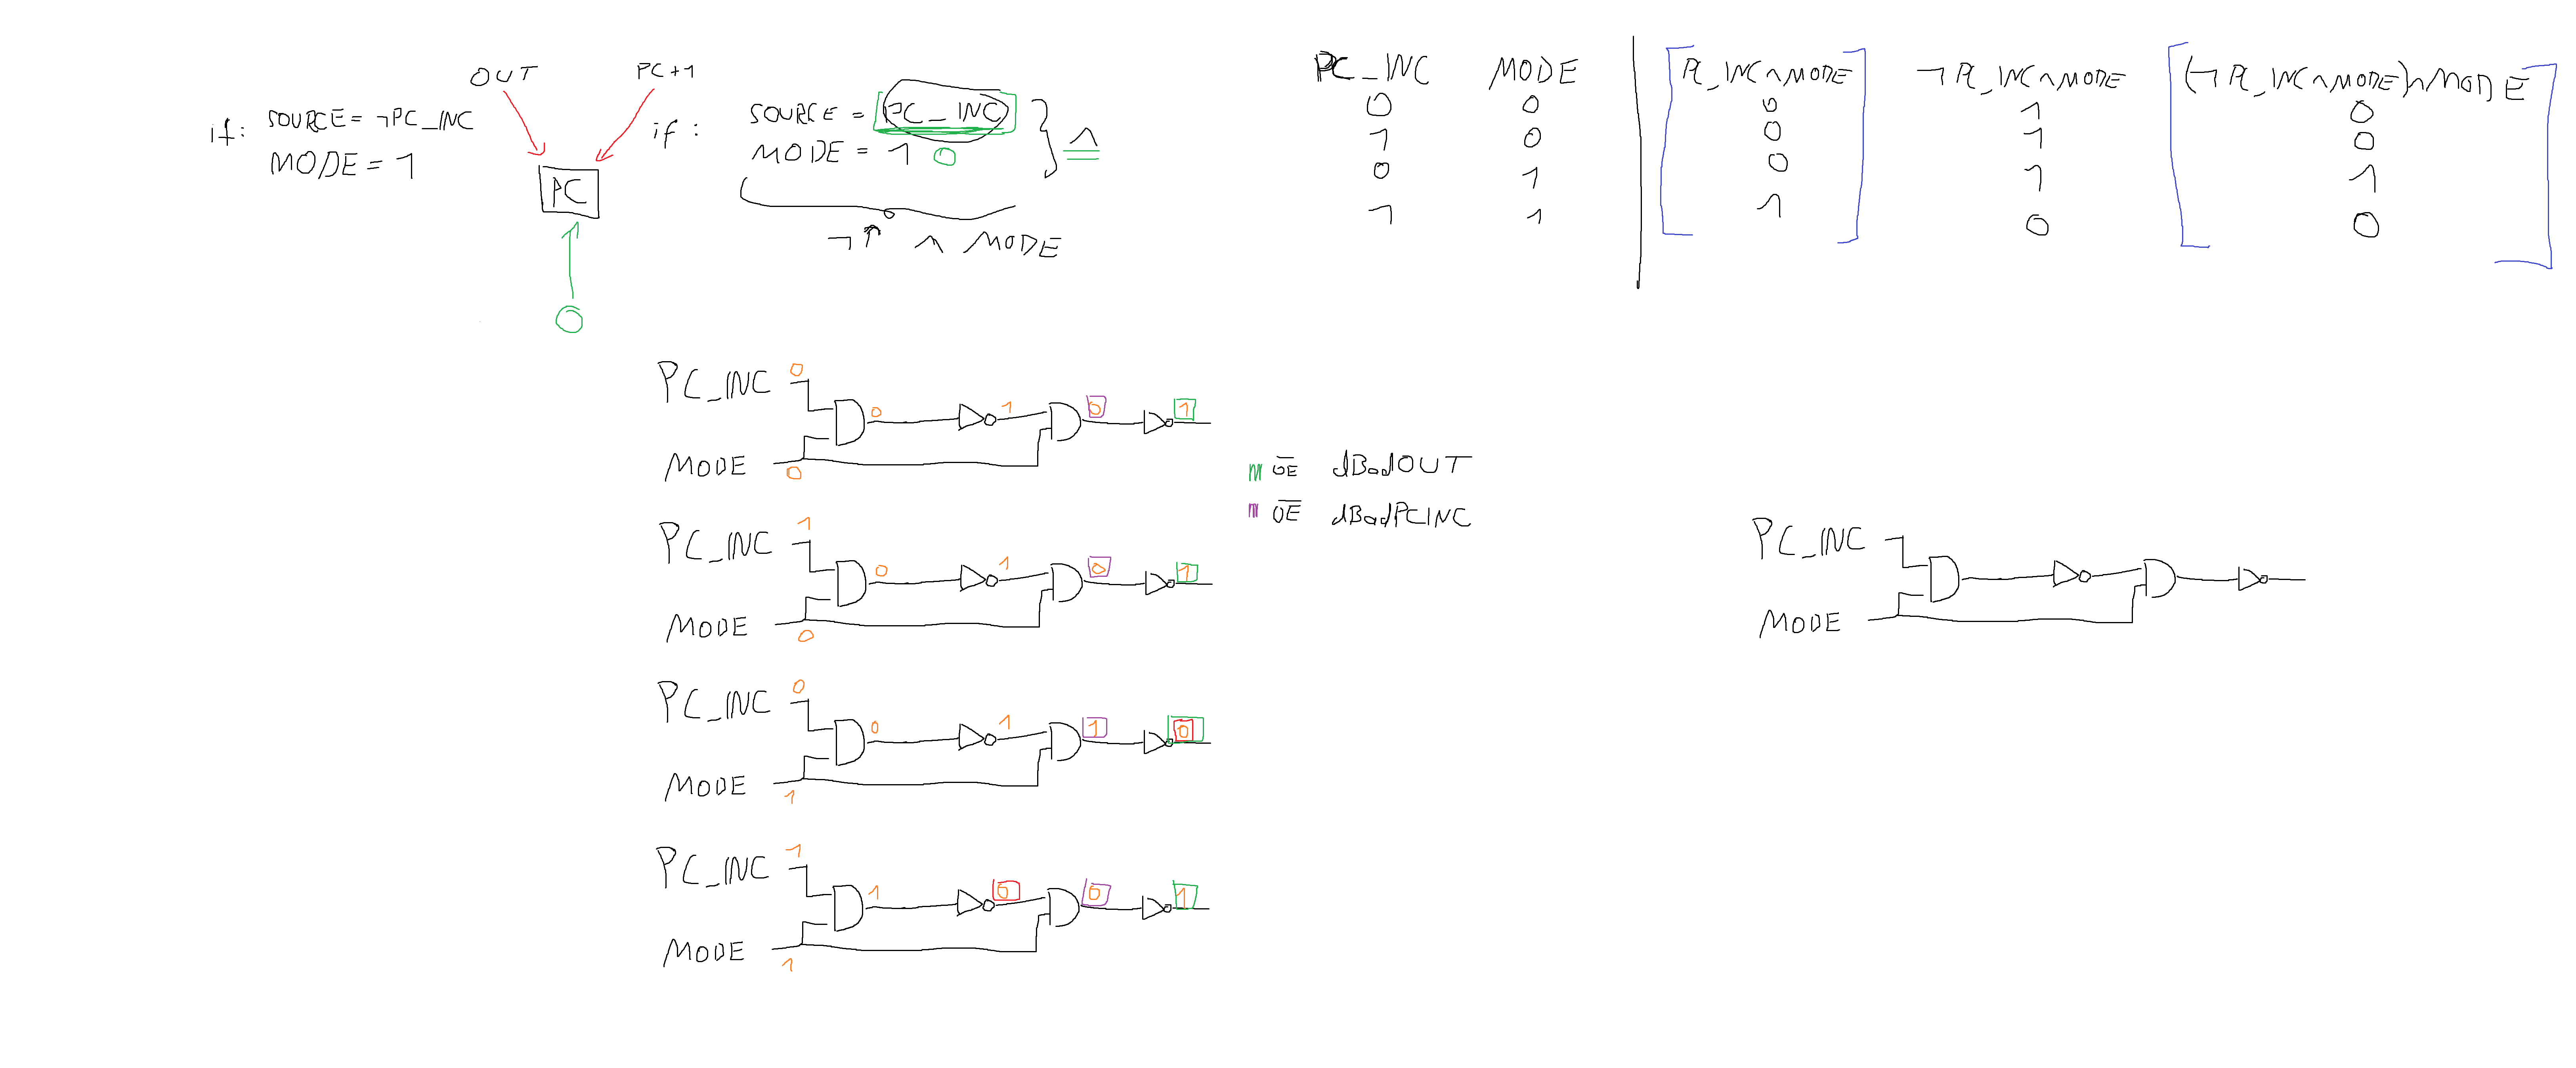 OUT
PC+1
if: SOURCE = ¬PC_INC
MODE = 1
PC
0
if: SOURCE = PC_INC
MODE = 1 0
∧
¬↑ ∧ MODE
PC_INC MODE PC_INC∧MODE ¬PC_INC∧MODE (¬PC_INC∧MODE)∧MODE
0 0 0 1 0
1 0 0 1 0
0 1 0 1 1
1 1 1 0 0
PC_INC 0
0 1 0 1
MODE 0
PC_INC 1
0 1 0 1
MODE 0
PC_INC 0
0 1 1 0
MODE 1
PC_INC 1
1 0 0 1
MODE 1
OE dBadOUT
OE dBadPCINC
PC_INC
MODE